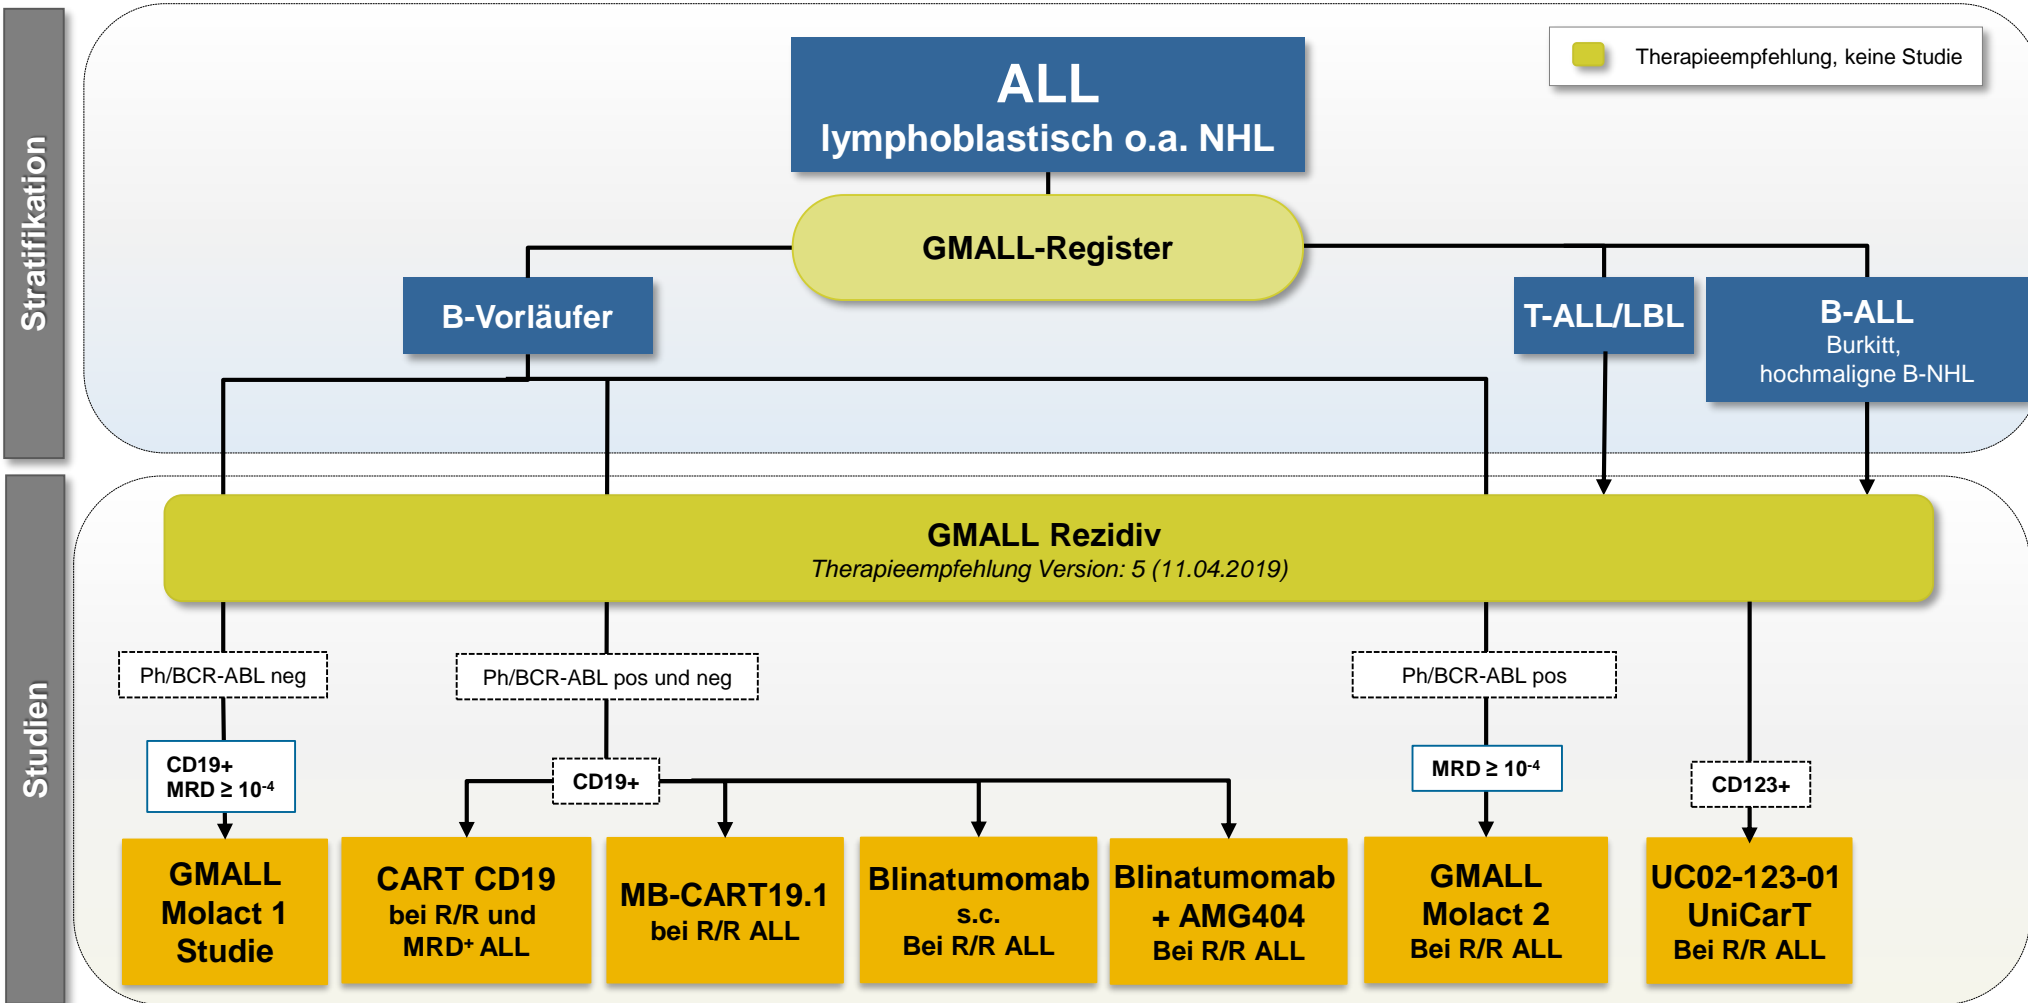 Stratifikation
Therapieempfehlung, keine Studie
ALL
lymphoblastisch o.a. NHL
GMALL-Register
B-Vorläufer
T-ALL/LBL
B-ALL
Burkitt,
hochmaligne B-NHL
Studien
GMALL Rezidiv
Therapieempfehlung Version: 5 (11.04.2019)
Ph/BCR-ABL neg
Ph/BCR-ABL pos und neg
Ph/BCR-ABL pos
CD19+
MRD ≥ 10⁻⁴
CD19+
MRD ≥ 10⁻⁴
CD123+
GMALL
Molact 1
Studie
CART CD19
bei R/R und
MRD⁺ ALL
MB-CART19.1
bei R/R ALL
Blinatumomab
s.c.
Bei R/R ALL
Blinatumomab
+ AMG404
Bei R/R ALL
GMALL
Molact 2
Bei R/R ALL
UC02-123-01
UniCarT
Bei R/R ALL